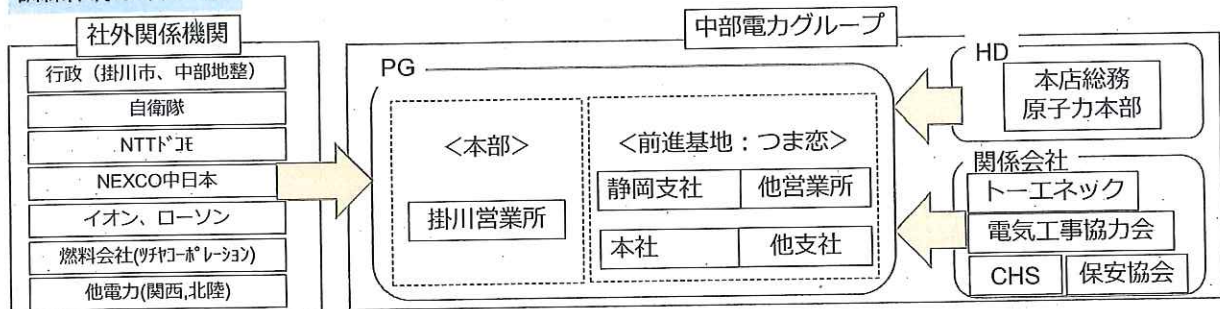 社外関係機関
行政（掛川市、中部地整）
自衛隊
NTTﾄﾞｺﾓ
NEXCO中日本
イオン、ローソン
燃料会社(ﾂﾁﾔｺｰﾎﾟﾚｰｼｮﾝ)
他電力(関西,北陸)
中部電力グループ
PG
＜本部＞
掛川営業所
＜前進基地：つま恋＞
静岡支社 他営業所
本社 他支社
HD
本店総務
原子力本部
関係会社
トーエネック
電気工事協力会
CHS 保安協会